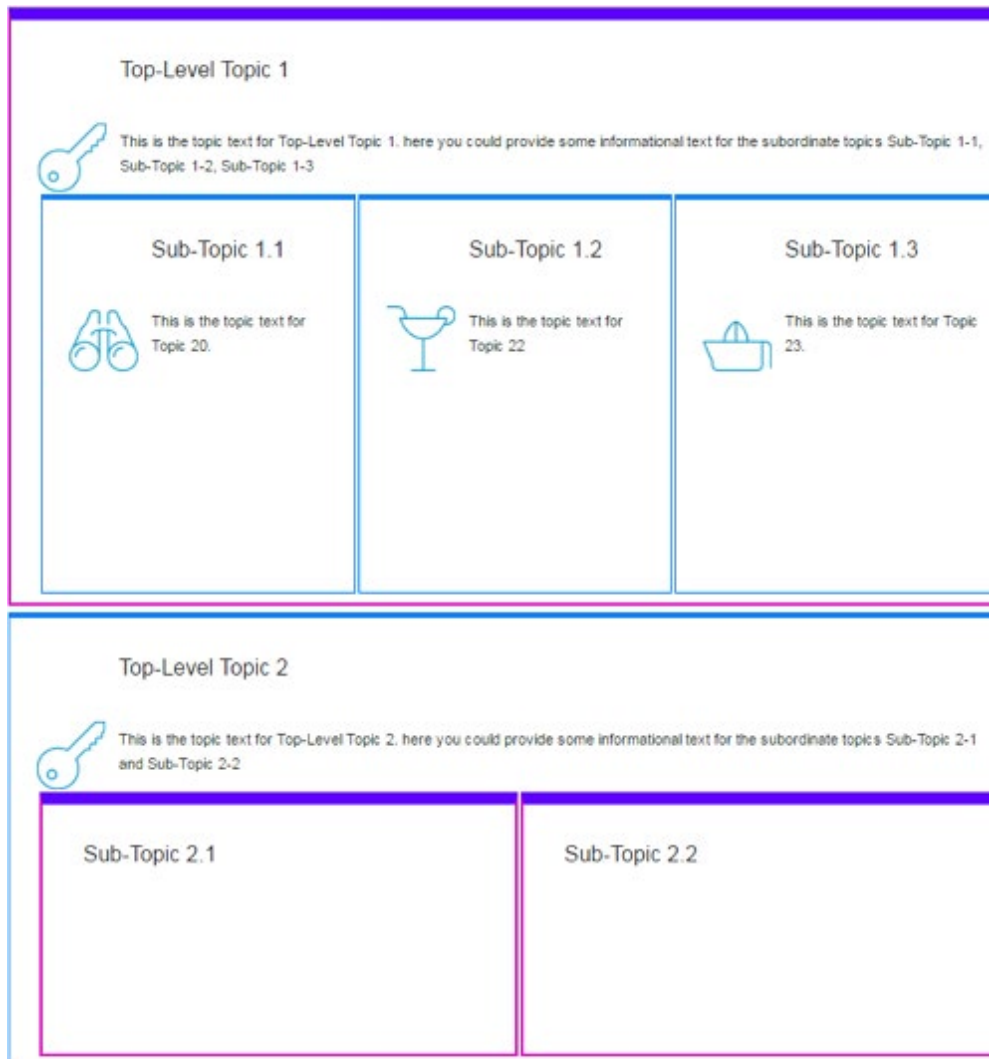 Top-Level Topic 1
This is the topic text for Top-Level Topic 1. here you could provide some informational text for the subordinate topics Sub-Topic 1-1,
Sub-Topic 1-2, Sub-Topic 1-3
Sub-Topic 1.1
This is the topic text for
Topic 20.
Sub-Topic 1.2
This is the topic text for
Topic 22
Sub-Topic 1.3
This is the topic text for Topic
23.
Top-Level Topic 2
This is the topic text for Top-Level Topic 2. here you could provide some informational text for the subordinate topics Sub-Topic 2-1
and Sub-Topic 2-2
Sub-Topic 2.1
Sub-Topic 2.2